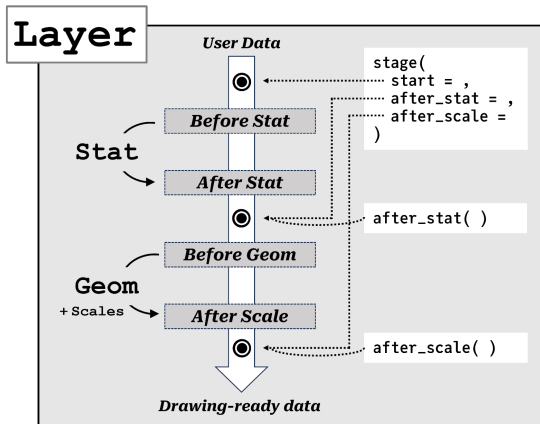 Layer
User Data
stage(
start = ,
after_stat = ,
after_scale =
)
Before Stat
Stat
After Stat
after_stat( )
Before Geom
Geom
+ Scales
After Scale
after_scale( )
Drawing-ready data